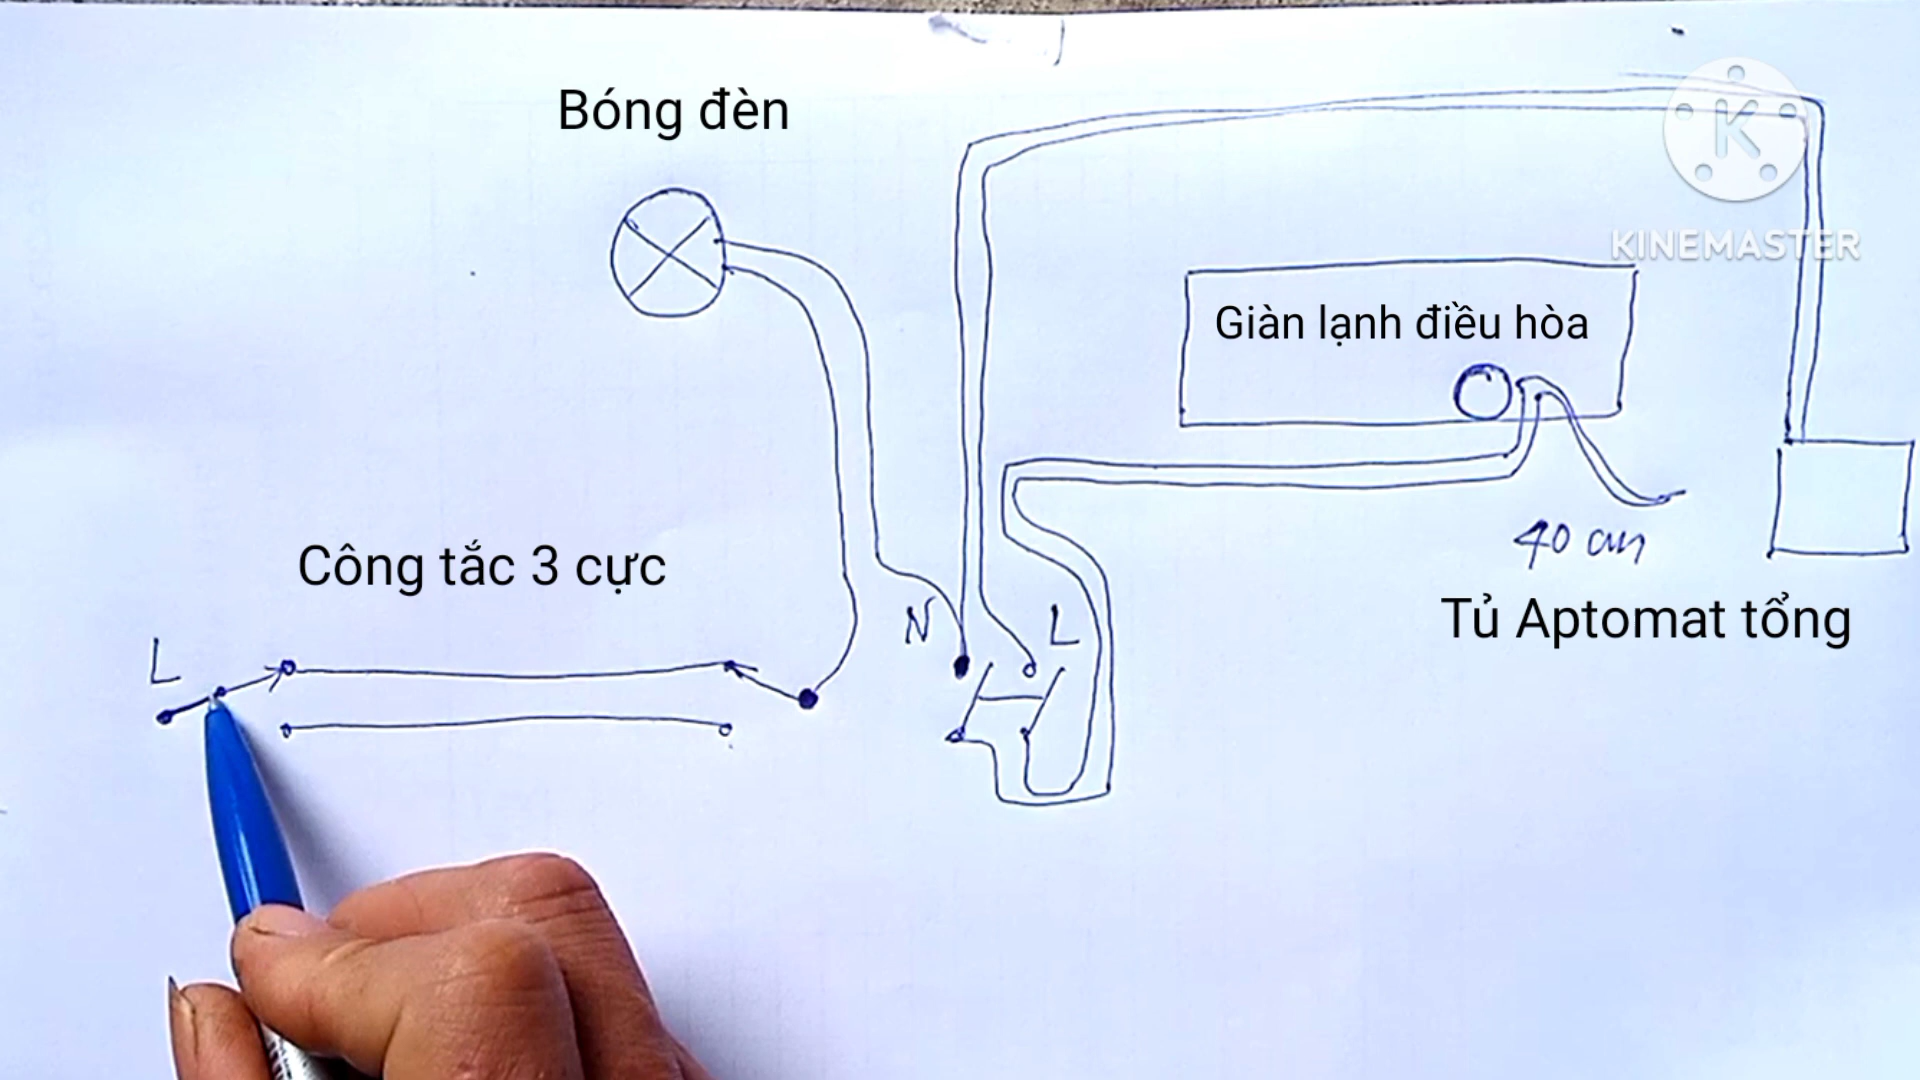 Bóng đèn
K
KINEMASTER
Giàn lạnh điều hòa
40 cm
Công tắc 3 cực
Tủ Aptomat tổng
N
L
L